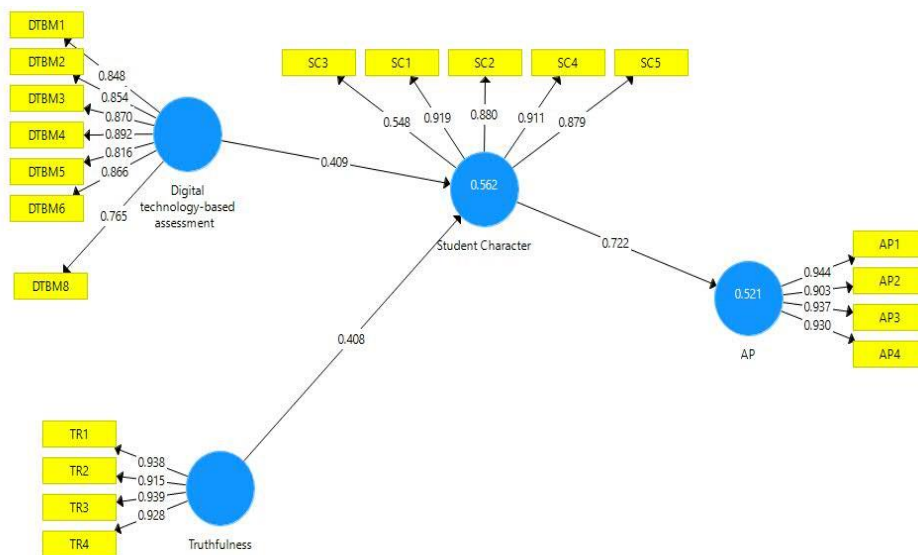 DTBM1
DTBM2
DTBM3
DTBM4
DTBM5
DTBM6
DTBM8
0.848
0.854
0.870
0.892
0.816
0.866
0.765
Digital
technology-based
assessment
0.409
SC3
SC1
SC2
SC4
SC5
0.548
0.919
0.880
0.911
0.879
0.562
Student Character
0.722
0.408
0.521
AP
AP1
AP2
AP3
AP4
0.944
0.903
0.937
0.930
TR1
TR2
TR3
TR4
0.938
0.915
0.939
0.928
Truthfulness